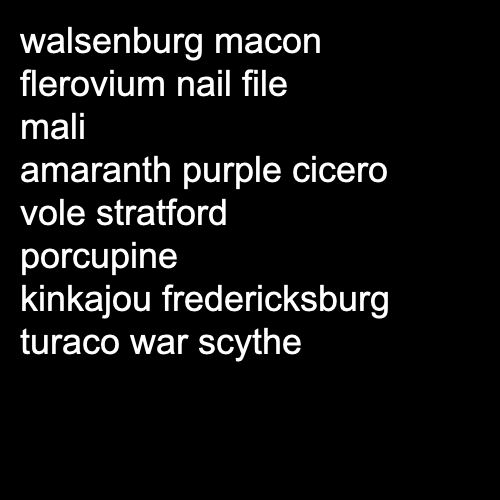 walsenburg macon
flerovium nail file
mali
amaranth purple cicero
vole stratford
porcupine
kinkajou fredericksburg
turaco war scythe